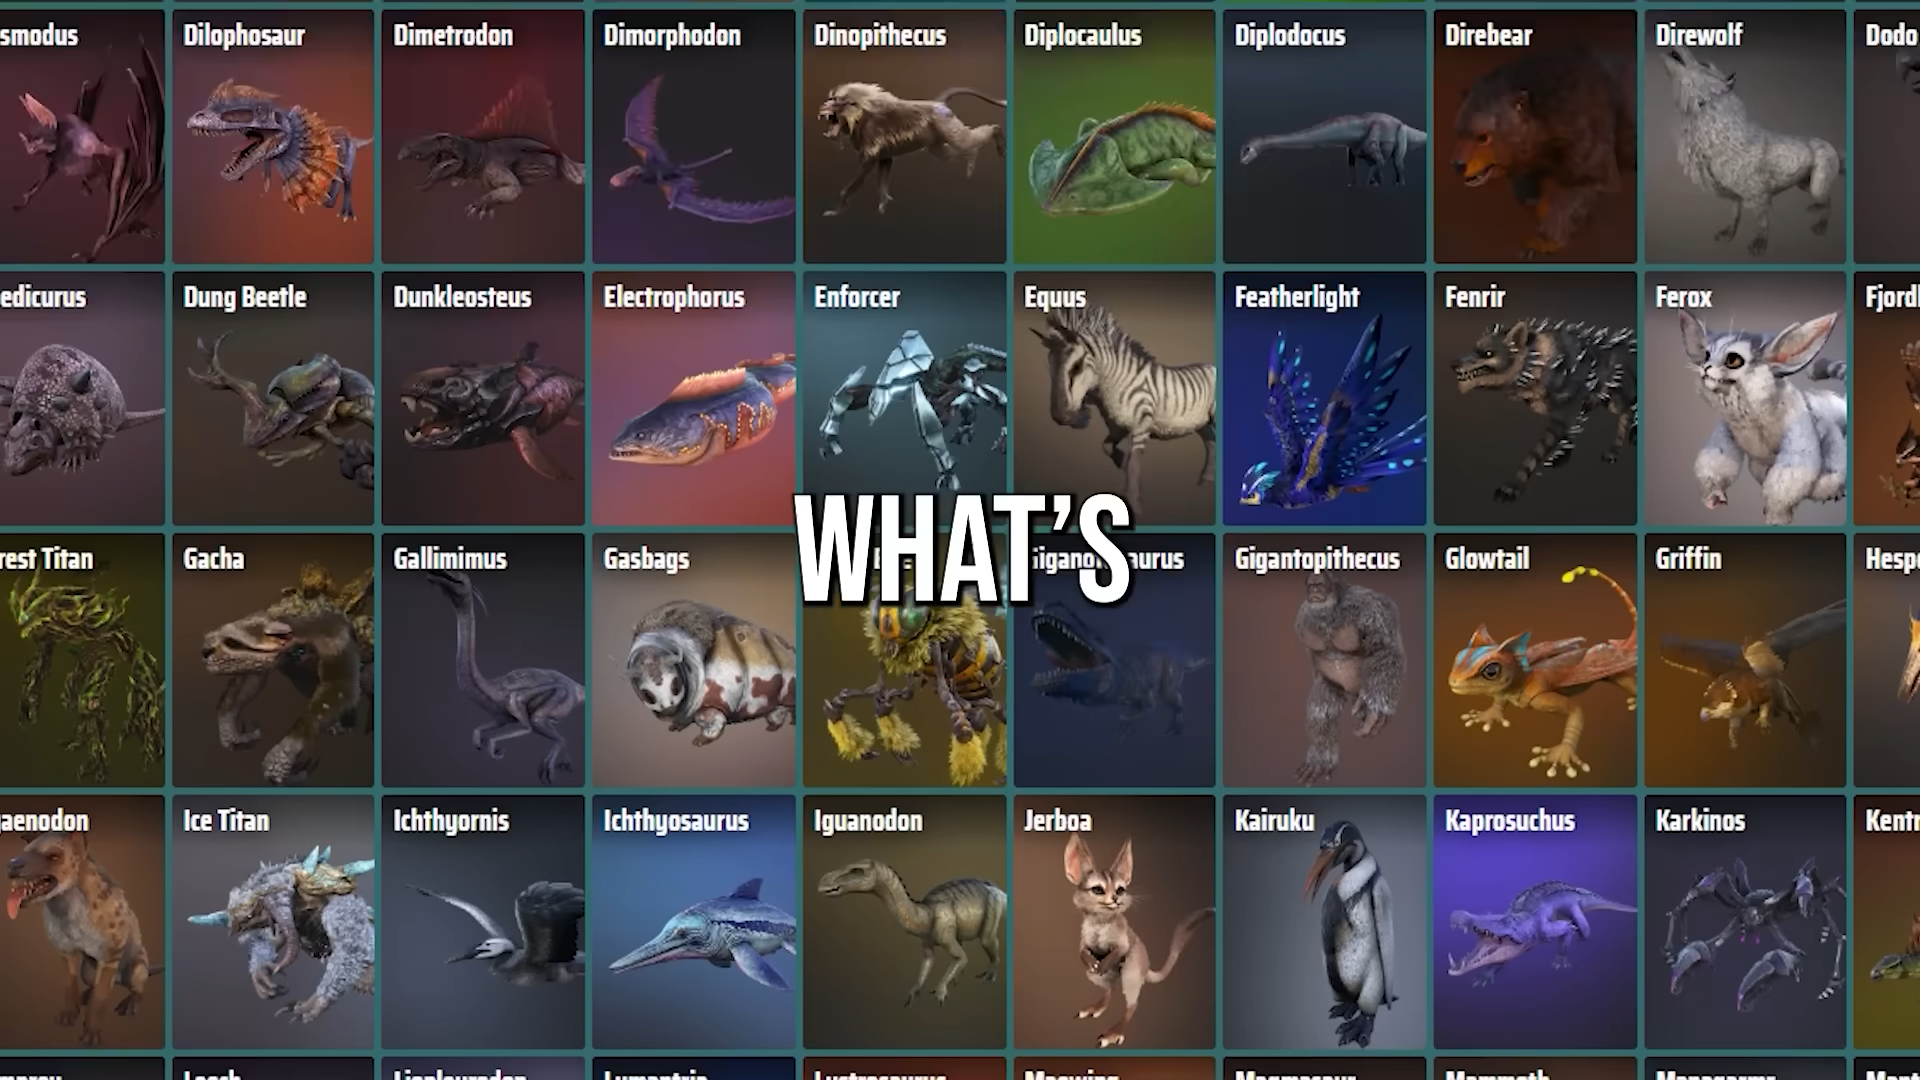 smodus
Dilophosaur
Dimetrodon
Dimorphodon
Dinopithecus
Diplocaulus
Diplodocus
Direbear
Direwolf
Dodo
edicurus
Dung Beetle
Dunkleosteus
Electrophorus
Enforcer
Equus
Featherlight
Fenrir
Ferox
Fjord
WHAT'S
rest Titan
Gacha
Gallimimus
Gasbags
Gigantopithecus
Glowtail
Griffin
Hesp
aenodon
Ice Titan
Ichthyornis
Ichthyosaurus
Iguanodon
Jerboa
Kairuku
Kaprosuchus
Karkinos
Kentr